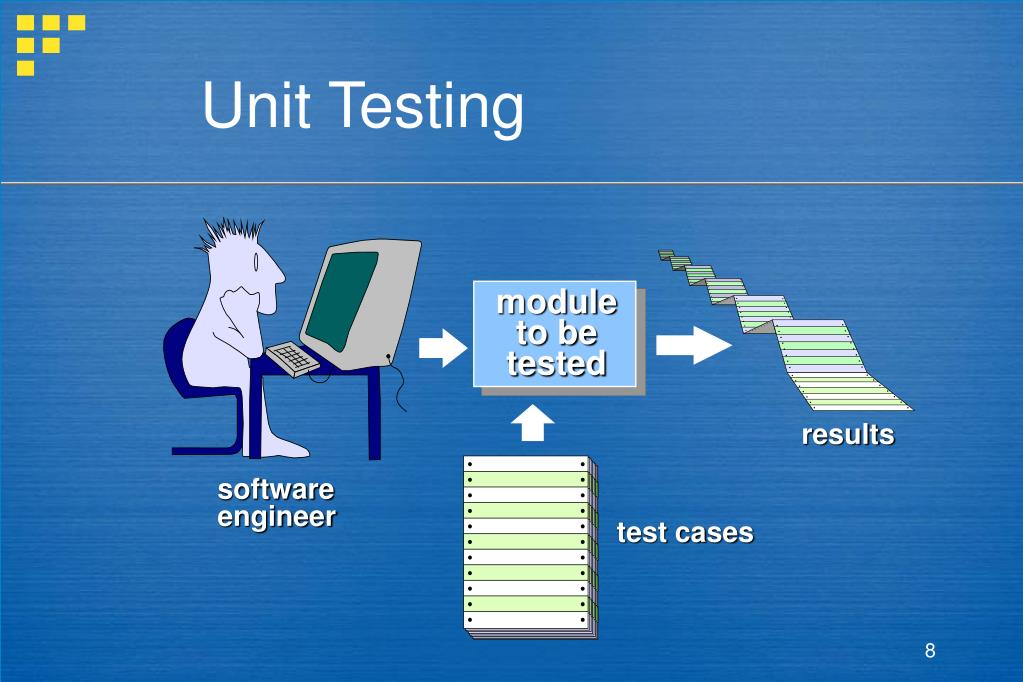 Unit Testing
module
to be
tested
results
software
engineer
test cases
8